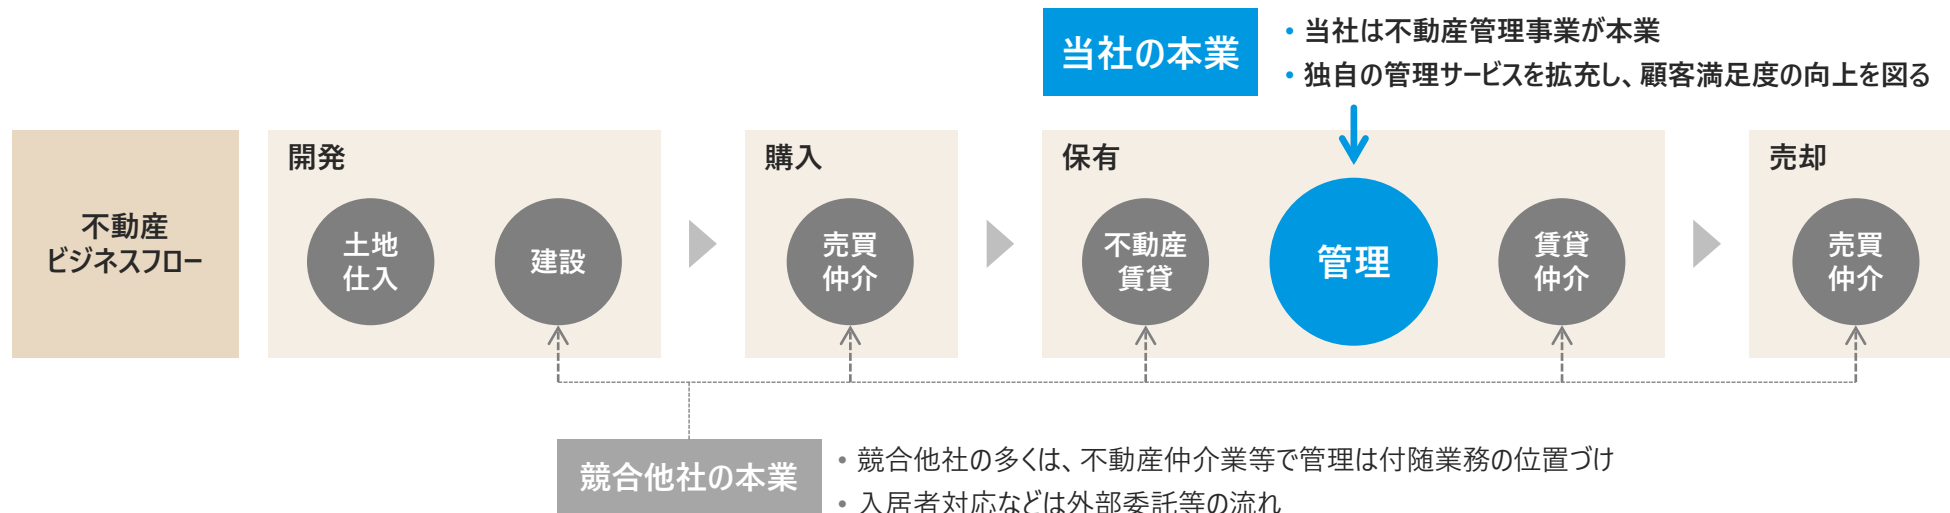 当社の本業
・当社は不動産管理事業が本業
・独自の管理サービスを拡充し、顧客満足度の向上を図る
不動産
ビジネスフロー
開発
土地
仕入
建設
購入
売買
仲介
保有
不動産
賃貸
管理
賃貸
仲介
売却
売買
仲介
競合他社の本業
・競合他社の多くは、不動産仲介業等で管理は付随業務の位置づけ
・入居者対応などは外部委託等の流れ